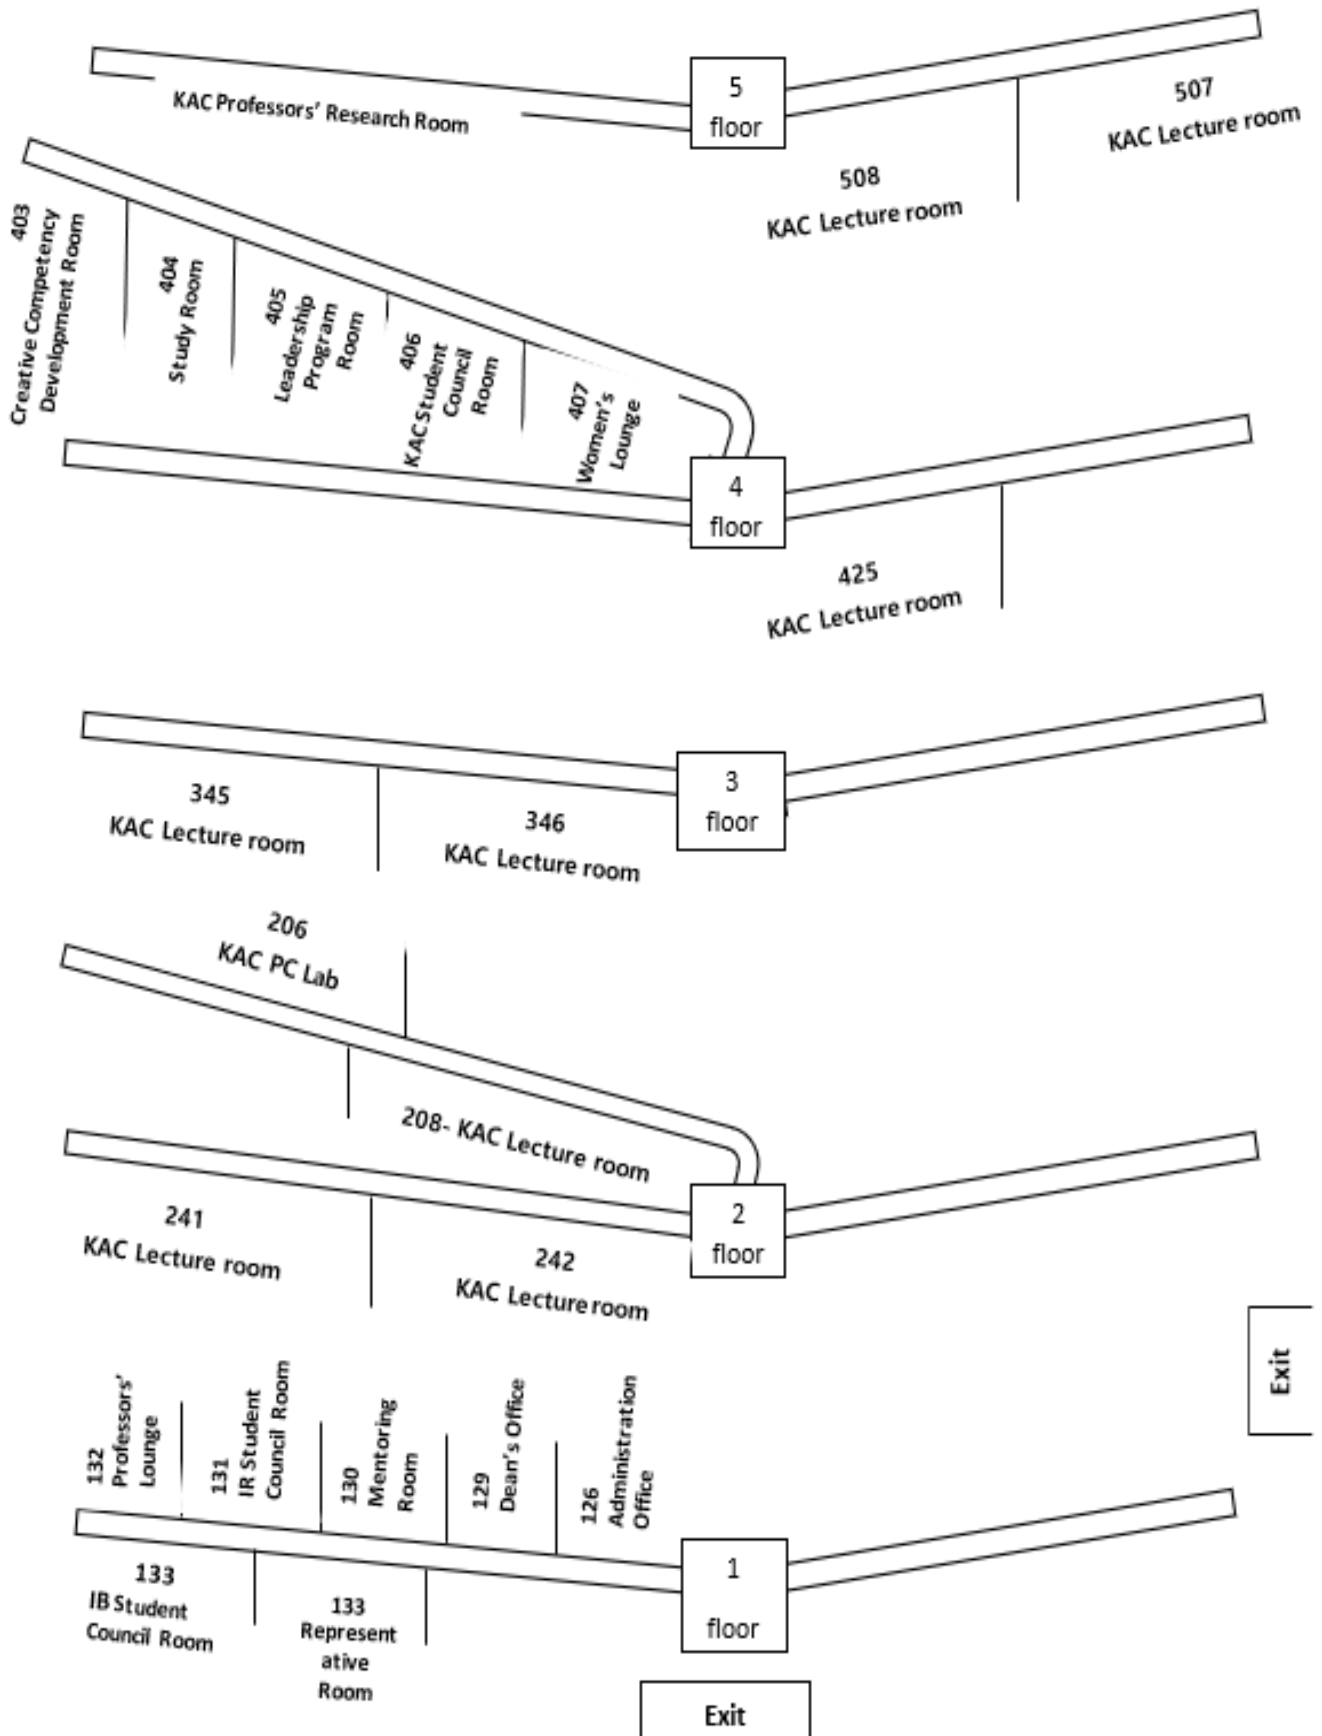 5
floor
KAC Professors' Research Room
507
KAC Lecture room
508
KAC Lecture room
403
Creative Competency
Development Room
404
Study Room
405
Leadership
Program
Room
406
KAC Student
Council
Room
407
Women's
Lounge
4
floor
425
KAC Lecture room
3
floor
345
KAC Lecture room
346
KAC Lecture room
206
KAC PC Lab
208- KAC Lecture room
2
floor
241
KAC Lecture room
242
KAC Lecture room
Exit
132
Professors'
Lounge
131
IR Student
Council Room
130
Mentoring
Room
129
Dean's Office
126
Administration
Office
1
floor
133
IB Student
Council Room
133
Represent
ative
Room
Exit